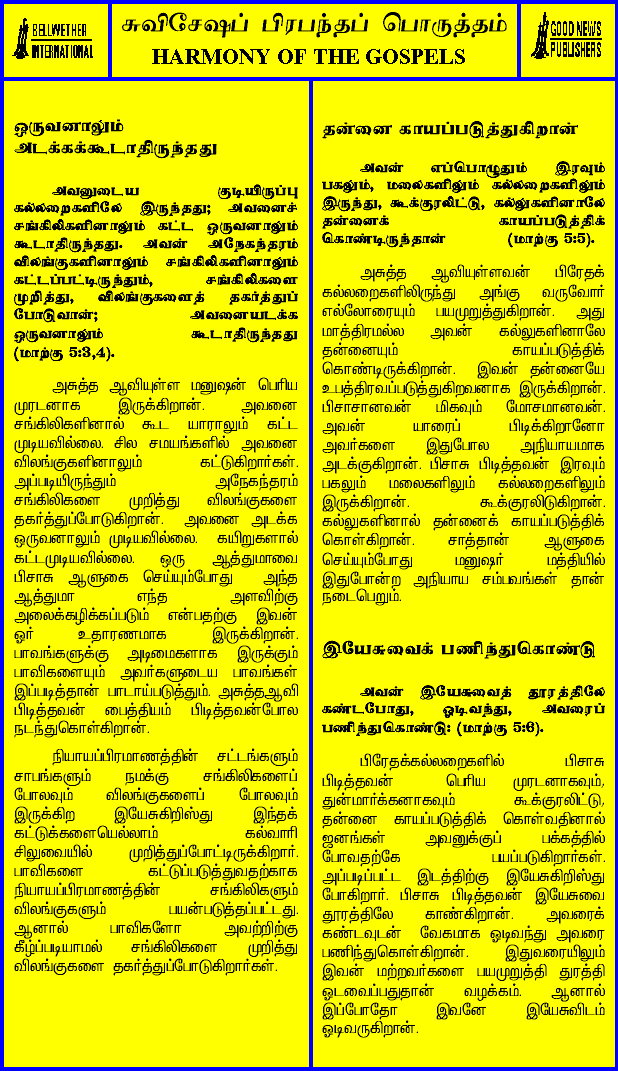 BELLWETHER
INTERNATIONAL
சுவிசேஷப் பிரபந்தப் பொருத்தம்
HARMONY OF THE GOSPELS
GOOD NEWS
PUBLISHERS
ஒருவனாலும்
அடக்கக்கூடாதிருந்தது
அவனுடைய குடியிருப்பு
கல்லறைகளிலே இருந்தது; அவனைச்
சங்கிலிகளினாலும் கட்ட ஒருவனாலும்
கூடாதிருந்தது. அவன் அநேகந்தரம்
விலங்குகளினாலும் சங்கிலிகளினாலும்
கட்டப்பட்டிருந்தும், சங்கிலிகளை
முறித்து, விலங்குகளைத் தகர்த்துப்
போடுவான்; அவனையடக்க
ஒருவனாலும் கூடாதிருந்தது
(மாற்கு 5:3,4).
அசுத்த ஆவியுள்ள மனுஷன் பெரிய
முரடனாக இருக்கிறான். அவனை
சங்கிலிகளினால் கூட யாராலும் கட்ட
முடியவில்லை. சில சமயங்களில் அவனை
விலங்குகளினாலும் கட்டுகிறார்கள்.
அப்படியிருந்தும் அநேகந்தரம்
சங்கிலிகளை முறித்து விலங்குகளை
தகர்த்துப்போடுகிறான். அவனை அடக்க
ஒருவனாலும் முடியவில்லை. கயிறுகளால்
கட்டமுடியவில்லை. ஒரு ஆத்துமாவை
பிசாசு ஆளுகை செய்யும்போது அந்த
ஆத்துமா எந்த அளவிற்கு
அலைக்கழிக்கப்படும் என்பதற்கு இவன்
ஓர் உதாரணமாக இருக்கிறான்.
பாவங்களுக்கு அடிமைகளாக இருக்கும்
பாவிகளையும் அவர்களுடைய பாவங்கள்
இப்படித்தான் பாடாய்படுத்தும். அசுத்தஆவி
பிடித்தவன் பைத்தியம் பிடித்தவன்போல
நடந்துகொள்கிறான்.
நியாயப்பிரமாணத்தின் சட்டங்களும்
சாபங்களும் நமக்கு சங்கிலிகளைப்
போலவும் விலங்குகளைப் போலவும்
இருக்கிற இயேசுகிறிஸ்து இந்தக்
கட்டுக்களையெல்லாம் கல்வாரி
சிலுவையில் முறித்துப்போட்டிருக்கிறார்.
பாவிகளை கட்டுப்படுத்துவதற்காக
நியாயப்பிரமாணத்தின் சங்கிலிகளும்
விலங்குகளும் பயன்படுத்தப்பட்டது.
ஆனால் பாவிகளோ அவற்றிற்கு
கீழ்ப்படியாமல் சங்கிலிகளை முறித்து
விலங்குகளை தகர்த்துப்போடுகிறார்கள்.
தன்னை காயப்படுத்துகிறான்
அவன் எப்பொழுதும் இரவும்
பகலும், மலைகளிலும் கல்லறைகளிலும்
இருந்து, கூக்குரலிட்டு, கல்லுகளினாலே
தன்னைக் காயப்படுத்திக்
கொண்டிருந்தான் (மாற்கு 5:5).
அசுத்த ஆவியுள்ளவன் பிரேதக்
கல்லறைகளிலிருந்து அங்கு வருவோர்
எல்லோரையும் பயமுறுத்துகிறான். அது
மாத்திரமல்ல அவன் கல்லுகளினாலே
தன்னையும் காயப்படுத்திக்
கொண்டிருக்கிறான். இவன் தன்னையே
உபத்திரவப்படுத்துகிறவனாக இருக்கிறான்.
பிசாசானவன் மிகவும் மோசமானவன்.
அவன் யாரைப் பிடிக்கிறானோ
அவர்களை இதுபோல அநியாயமாக
அடக்குகிறான். பிசாசு பிடித்தவன் இரவும்
பகலும் மலைகளிலும் கல்லறைகளிலும்
இருக்கிறான். கூக்குரலிடுகிறான்.
கல்லுகளினால் தன்னைக் காயப்படுத்திக்
கொள்கிறான். சாத்தான் ஆளுகை
செய்யும்போது மனுஷர் மத்தியில்
இதுபோன்ற அநியாய சம்பவங்கள் தான்
நடைபெறும்.
இயேசுவைக் பணிந்துகொண்டு
அவன் இயேசுவைத் தூரத்திலே
கண்டபோது, ஓடிவந்து, அவரைப்
பணிந்துகொண்டு: (மாற்கு 5:6).
பிரேதக்கல்லறைகளில் பிசாசு
பிடித்தவன் பெரிய முரடனாகவும்,
துன்மார்க்கனாகவும் கூக்குரலிட்டு,
தன்னை காயப்படுத்திக் கொள்வதினால்
ஜனங்கள் அவனுக்குப் பக்கத்தில்
போவதற்கே பயப்படுகிறார்கள்.
அப்படிப்பட்ட இடத்திற்கு இயேசுகிறிஸ்து
போகிறார். பிசாசு பிடித்தவன் இயேசுவை
தூரத்திலே காண்கிறான். அவரைக்
கண்டவுடன் வேகமாக ஓடிவந்து அவரை
பணிந்துகொள்கிறான். இதுவரையிலும்
இவன் மற்றவர்களை பயமுறுத்தி துரத்தி
ஓடவைப்பதுதான் வழக்கம். ஆனால்
இப்போதோ இவனே இயேசுவிடம்
ஓடிவருகிறான்.